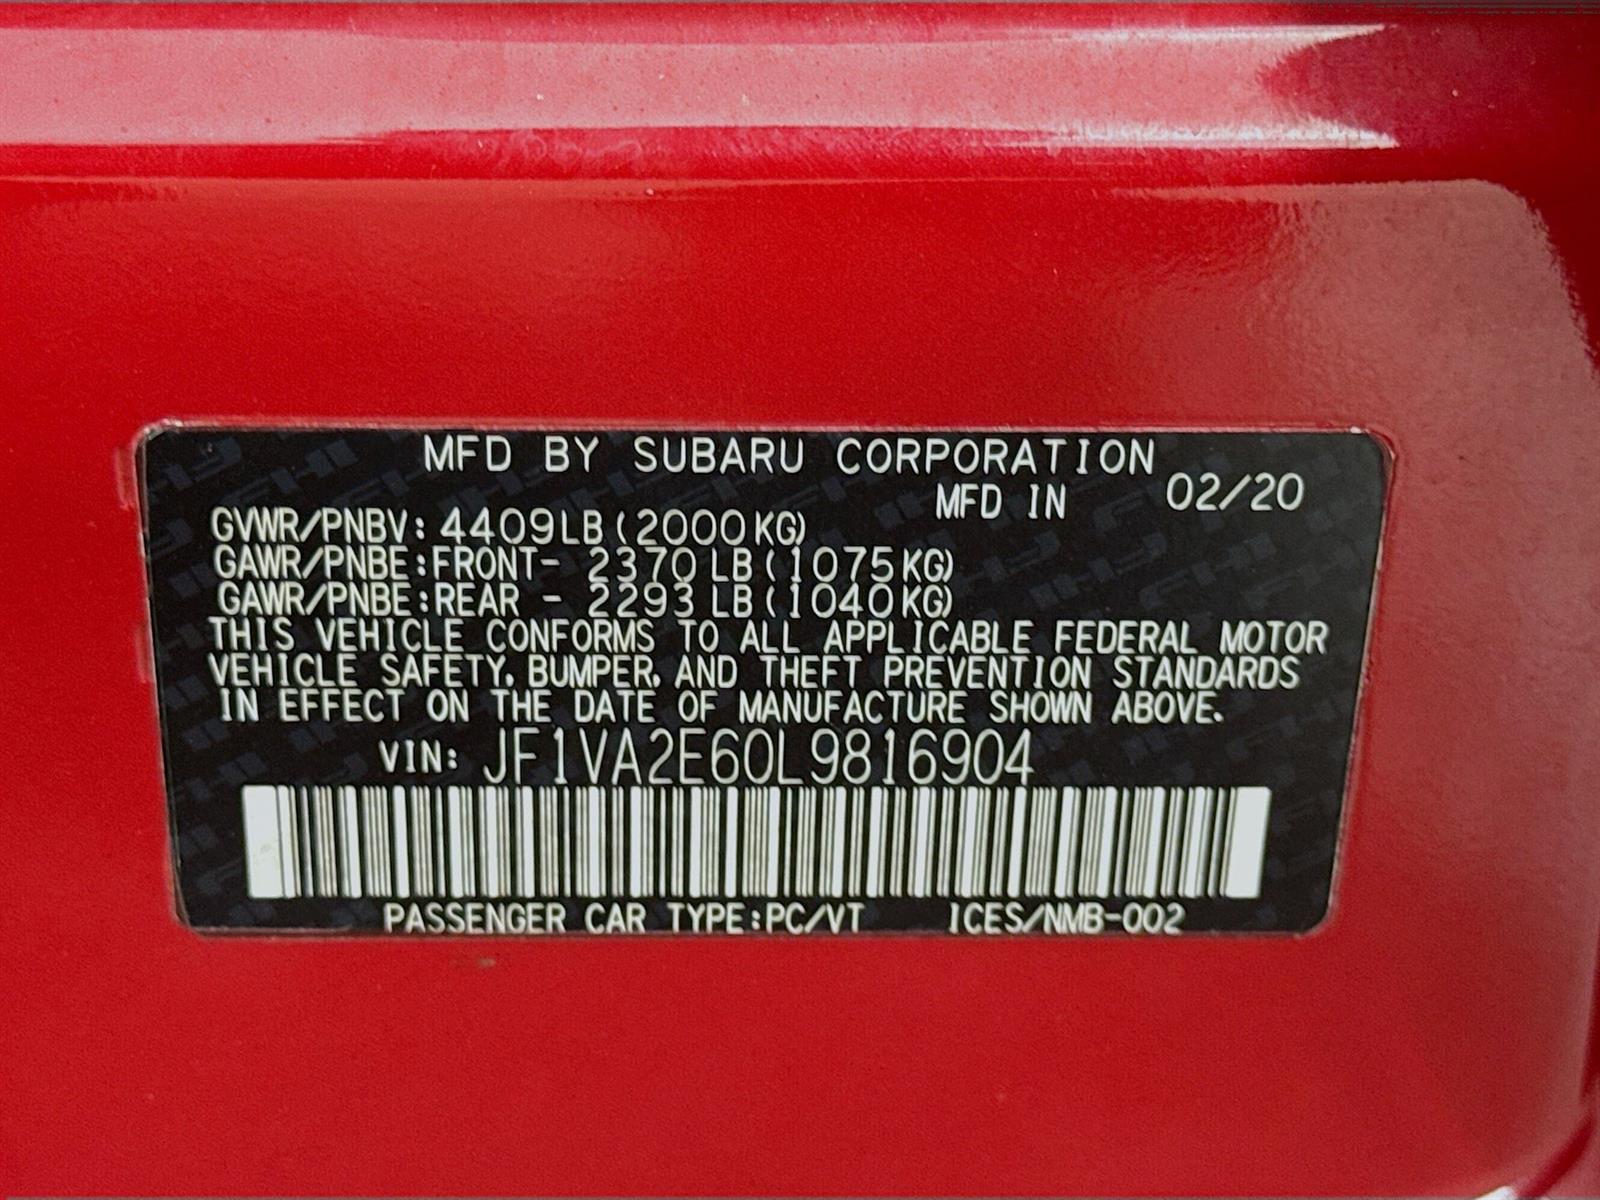 MFD BY SUBARU CORPORATION
MFD IN 02/20
GVWR/PNBV: 4409LB (2000KG)
GAWR/PNBE:FRONT- 2370LB (1075KG)
GAWR/PNBE:REAR - 2293LB (1040KG)
THIS VEHICLE CONFORMS TO ALL APPLICABLE FEDERAL MOTOR
VEHICLE SAFETY, BUMPER, AND THEFT PREVENTION STANDARDS
IN EFFECT ON THE DATE OF MANUFACTURE SHOWN ABOVE.
VIN: JF1VA2E60L9816904
PASSENGER CAR TYPE:PC/VT ICES/NMB-002